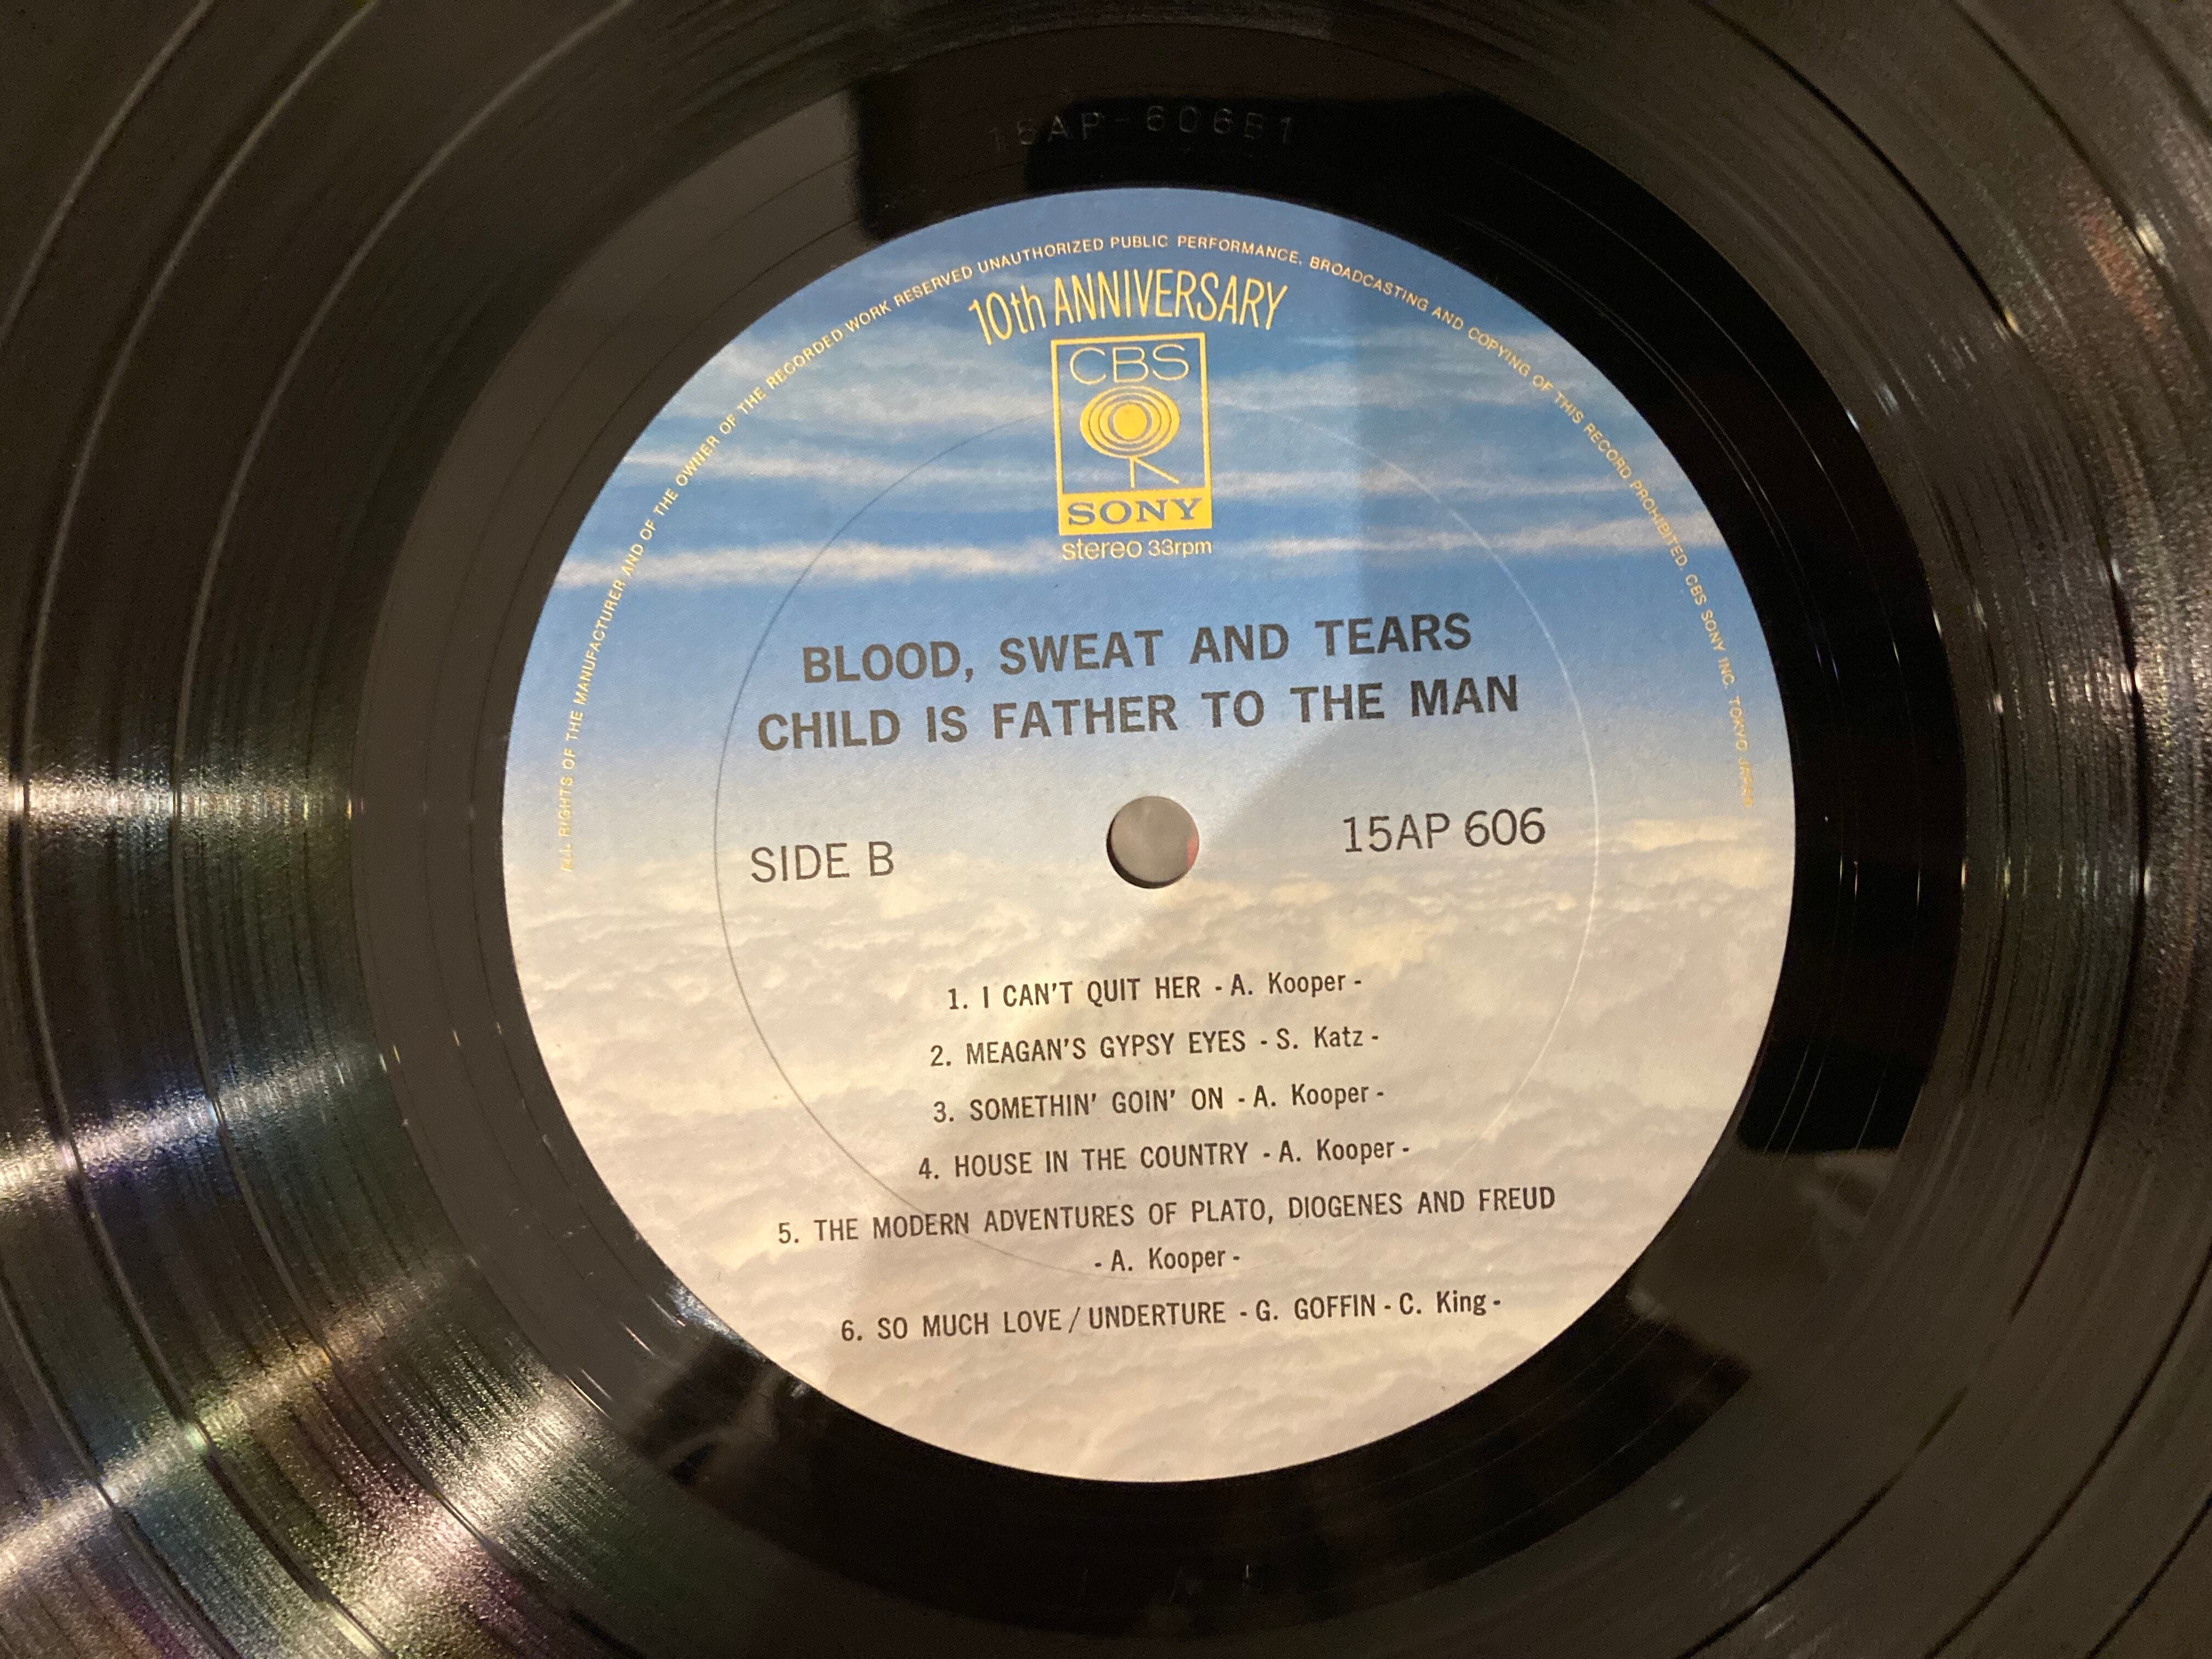 15AP-606B1
ALL RIGHTS OF THE MANUFACTURER AND OF THE OWNER OF THE RECORDED WORK RESERVED UNAUTHORIZED PUBLIC PERFORMANCE, BROADCASTING AND COPYING OF THIS RECORD PROHIBITED. CBS SONY INC. TOKYO JAPAN
10th ANNIVERSARY
CBS
SONY
stereo 33rpm
BLOOD, SWEAT AND TEARS
CHILD IS FATHER TO THE MAN
SIDE B
15AP 606
1. I CAN'T QUIT HER - A. Kooper -
2. MEAGAN'S GYPSY EYES - S. Katz -
3. SOMETHIN' GOIN' ON - A. Kooper -
4. HOUSE IN THE COUNTRY - A. Kooper -
5. THE MODERN ADVENTURES OF PLATO, DIOGENES AND FREUD
- A. Kooper -
6. SO MUCH LOVE / UNDERTURE - G. GOFFIN - C. King -